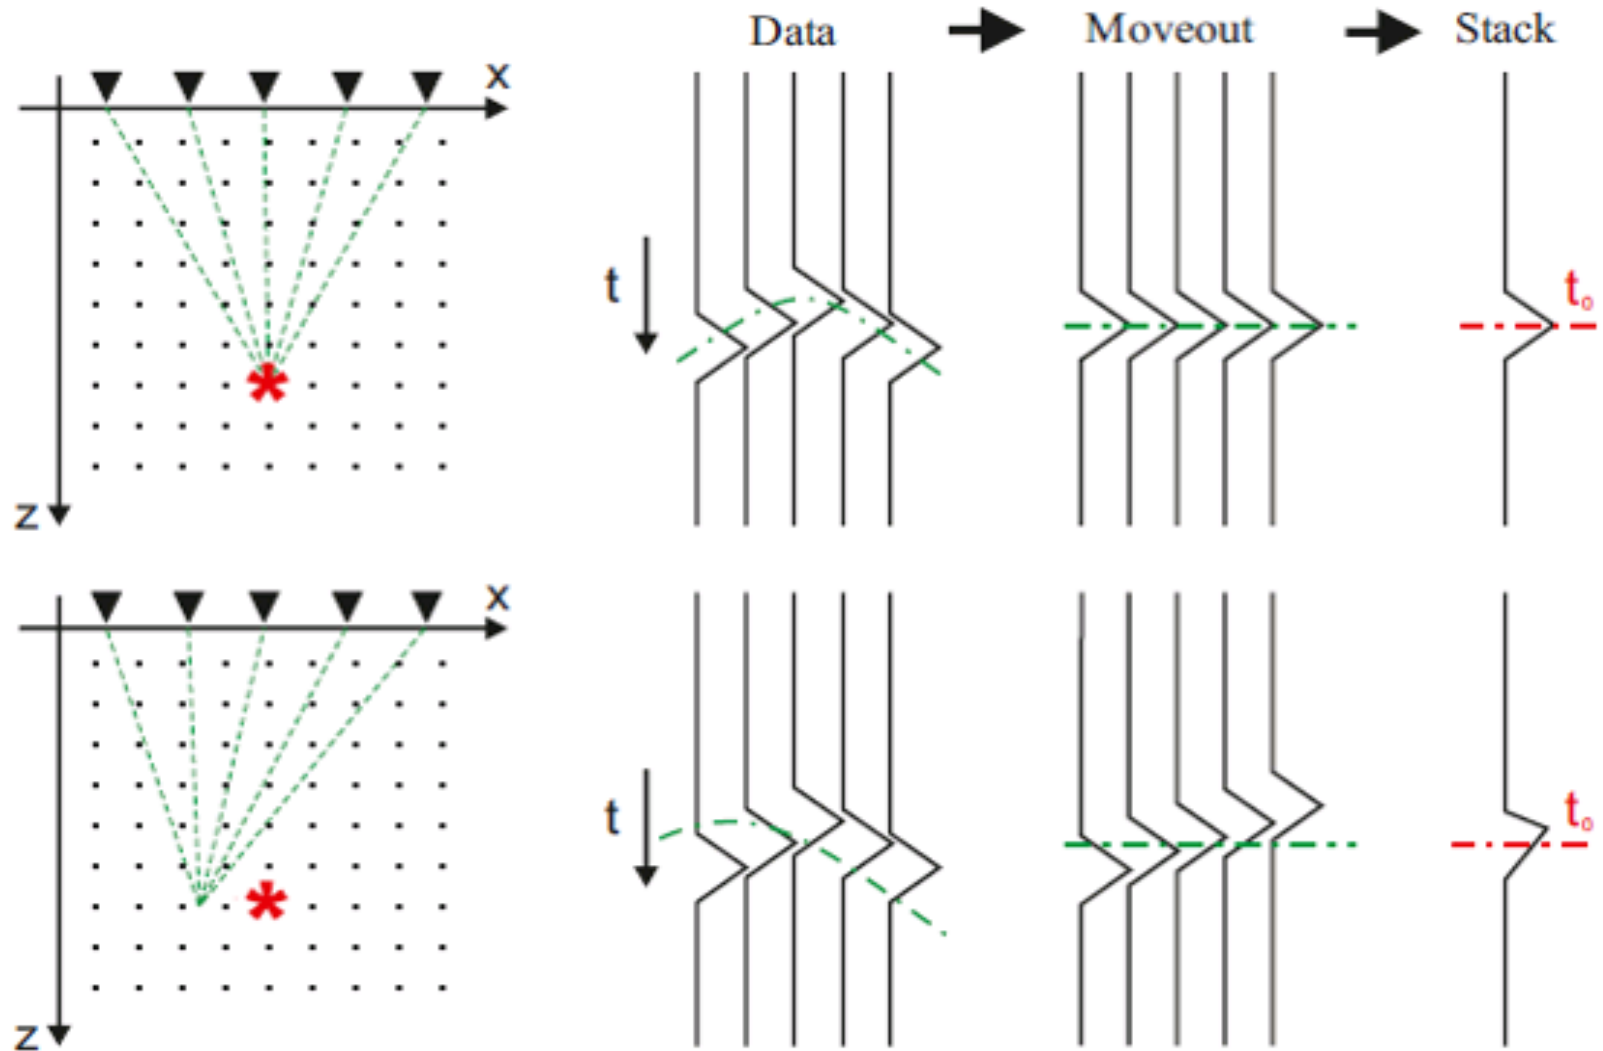 Data → Moveout → Stack
x
t
t₀
z
x
t
t₀
z